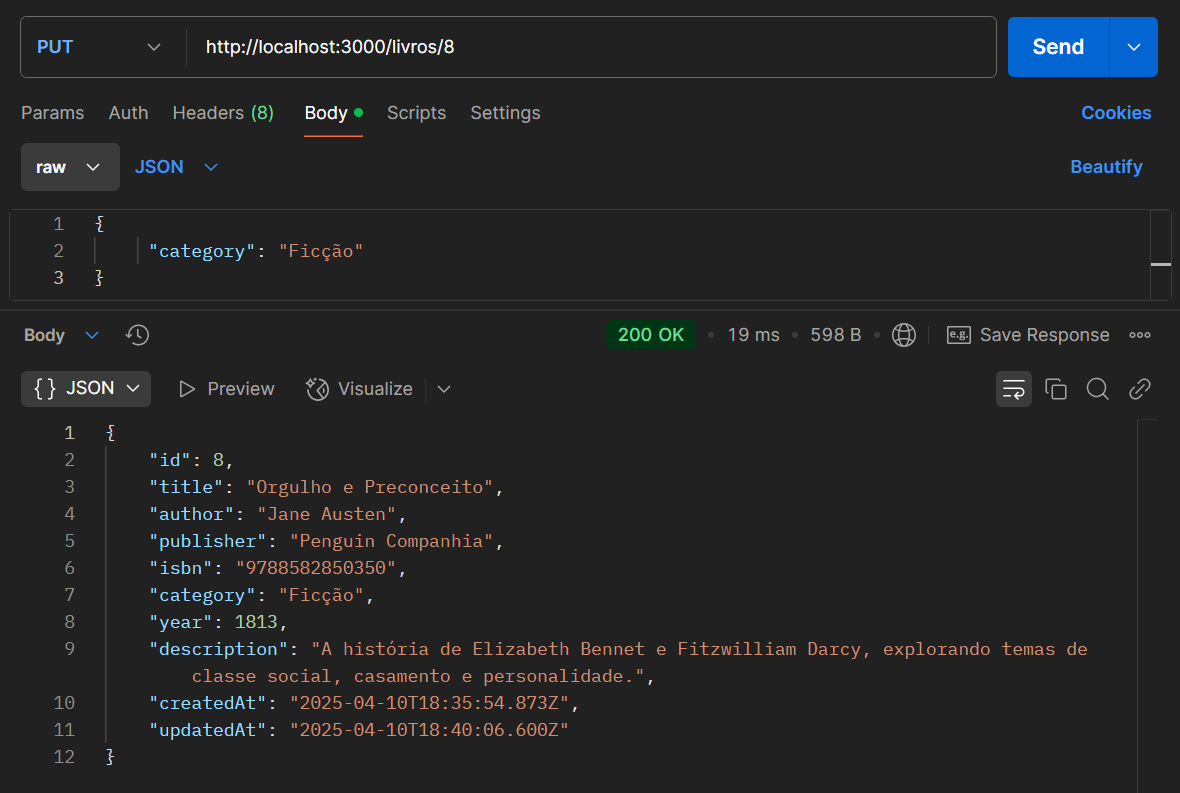 PUT http://localhost:3000/livros/8 Send
Params Auth Headers (8) Body Scripts Settings Cookies
raw JSON Beautify
1 {
2 "category": "Ficção"
3 }
Body 200 OK • 19 ms • 598 B • e.g. Save Response
{} JSON Preview Visualize
1 {
2 "id": 8,
3 "title": "Orgulho e Preconceito",
4 "author": "Jane Austen",
5 "publisher": "Penguin Companhia",
6 "isbn": "9788582850350",
7 "category": "Ficção",
8 "year": 1813,
9 "description": "A história de Elizabeth Bennet e Fitzwilliam Darcy, explorando temas de
classe social, casamento e personalidade.",
10 "createdAt": "2025-04-10T18:35:54.873Z",
11 "updatedAt": "2025-04-10T18:40:06.600Z"
12 }